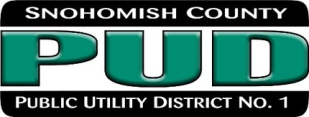 SNOHOMISH COUNTY
PUD
PUBLIC UTILITY DISTRICT NO. 1